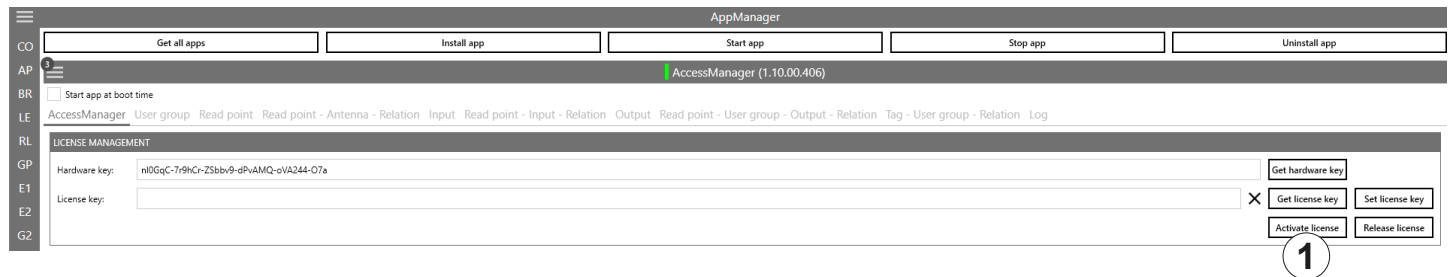 AppManager
CO
Get all apps Install app Start app Stop app Uninstall app
AP
3
AccessManager (1.10.00.406)
BR
Start app at boot time
LE
AccessManager User group Read point Read point - Antenna - Relation Input Read point - Input - Relation Output Read point - User group - Output - Relation Tag - User group - Relation Log
RL
LICENSE MANAGEMENT
GP
Hardware key: nI0GqC-7r9hCr-ZSbbv9-dPvAMQ-oVA244-O7a Get hardware key
E1
License key: Get license key Set license key
E2
G2
Activate license Release license
1